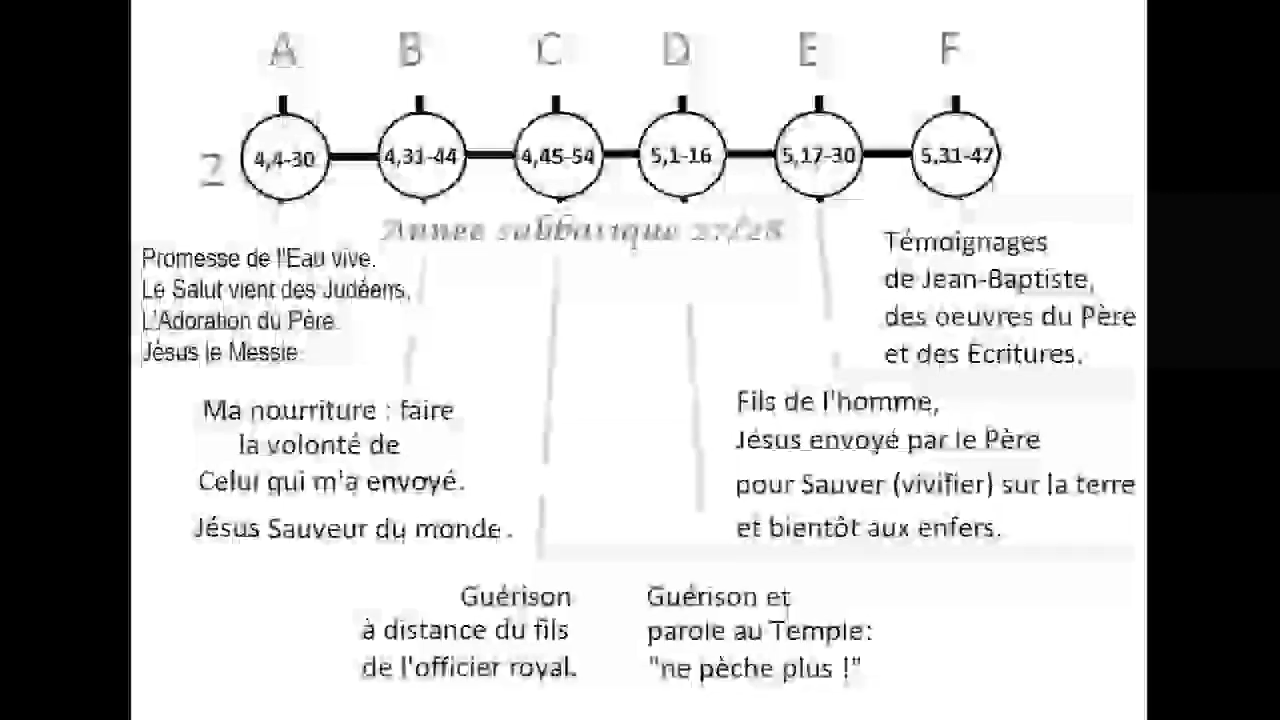 A B C D E F
2 4,4-30 4,31-44 4,45-54 5,1-16 5,17-30 5,31-47
Année sabbatique 27/28
Promesse de l'Eau vive.
Le Salut vient des Judéens,
L'Adoration du Père.
Jésus le Messie.
Témoignages
de Jean-Baptiste,
des oeuvres du Père
et des Ecritures.
Ma nourriture : faire
la volonté de
Celui qui m'a envoyé.
Jésus Sauveur du monde.
Fils de l'homme,
Jésus envoyé par le Père
pour Sauver (vivifier) sur la terre
et bientôt aux enfers.
Guérison
à distance du fils
de l'officier royal.
Guérison et
parole au Temple:
"ne pèche plus !"